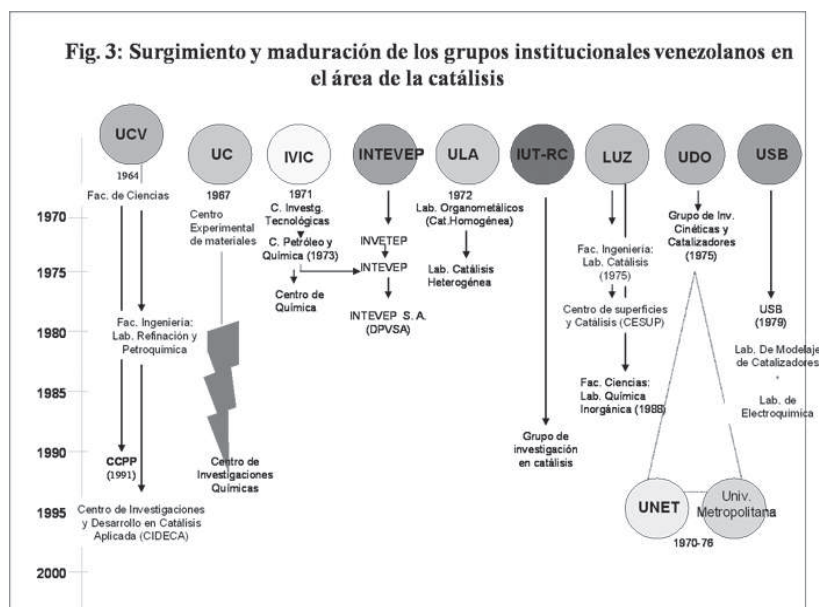 Fig. 3: Surgimiento y maduración de los grupos institucionales venezolanos en
el área de la catálisis
UCV
UC
IVIC
INTEVEP
ULA
IUT-RC
LUZ
UDO
USB
1964
Fac. de Ciencias
Fac. Ingeniería:
Lab. Refinación y
Petroquímica
CCPP
(1991)
Centro de Investigaciones
y Desarrollo en Catálisis
Aplicada (CIDECA)
1967
Centro
Experimental
de materiales
Centro de
Investigaciones
Químicas
1971
C. Investg.
Tecnológicas
C. Petróleo y
Química (1973)
Centro de
Química
INVETEP
INTEVEP
INTEVEP S. A.
(DPVSA)
1972
Lab. Organometálicos
(Cat.Homogénea)
Lab. Catálisis
Heterogénea
Grupo de
investigación
en catálisis
Fac. Ingeniería:
Lab. Catálisis
(1975)
Centro de superficies
y Catálisis (CESUP)
Fac. Ciencias:
Lab. Química
Inorgánica (1988)
Grupo de Inv.
Cinéticas y
Catalizadores
(1975)
UNET
Univ.
Metropolitana
1970-76
USB
(1979)
Lab. De Modelaje
de Catalizadores
Lab. de
Electroquímica
1970
1975
1980
1985
1990
1995
2000